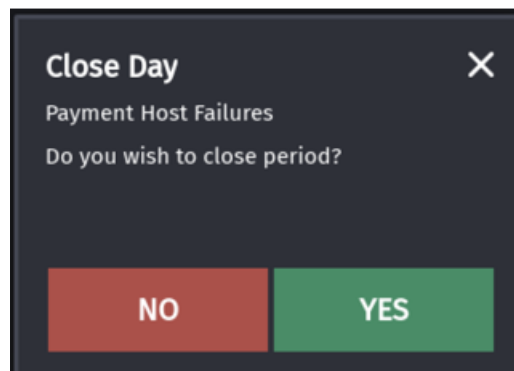 Close Day
Payment Host Failures
Do you wish to close period?
NO
YES